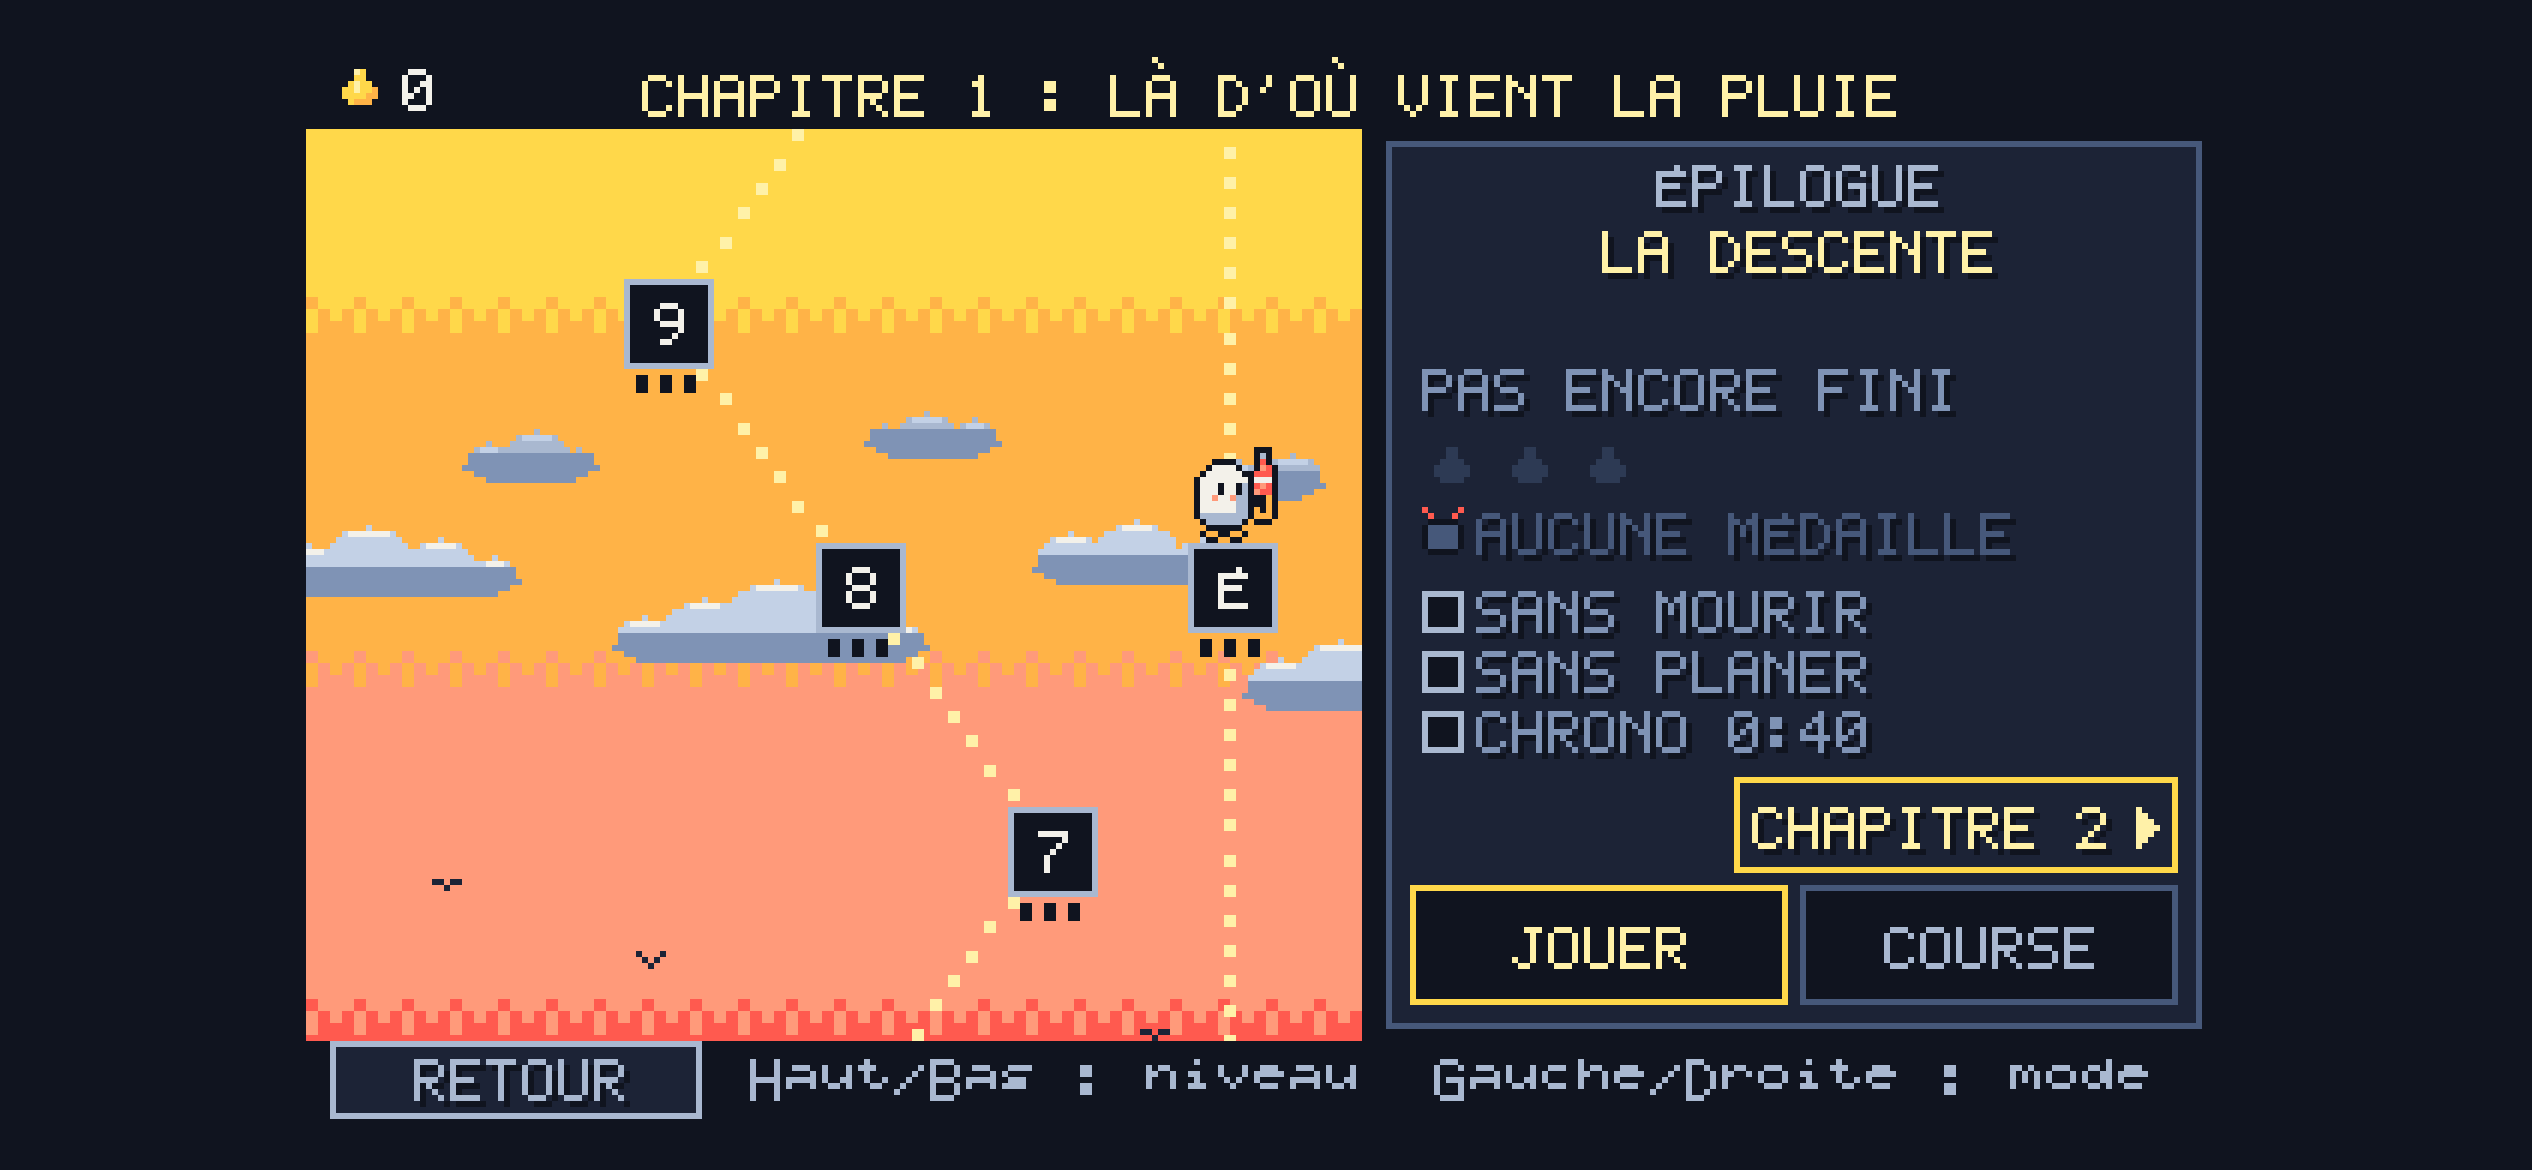 0
CHAPITRE 1 : LÀ D'OÙ VIENT LA PLUIE
9
8
É
7
ÉPILOGUE
LA DESCENTE
PAS ENCORE FINI
AUCUNE MÉDAILLE
SANS MOURIR
SANS PLANER
CHRONO 0:40
CHAPITRE 2
JOUER
COURSE
RETOUR
Haut/Bas : niveau
Gauche/Droite : mode